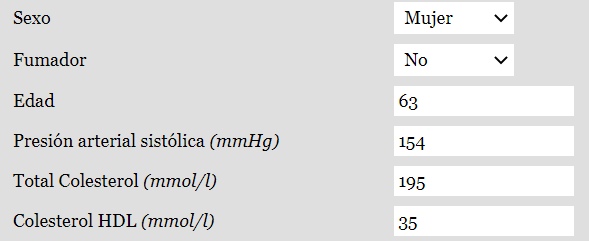 Sexo Mujer
Fumador No
Edad 63
Presión arterial sistólica (mmHg) 154
Total Colesterol (mmol/l) 195
Colesterol HDL (mmol/l) 35